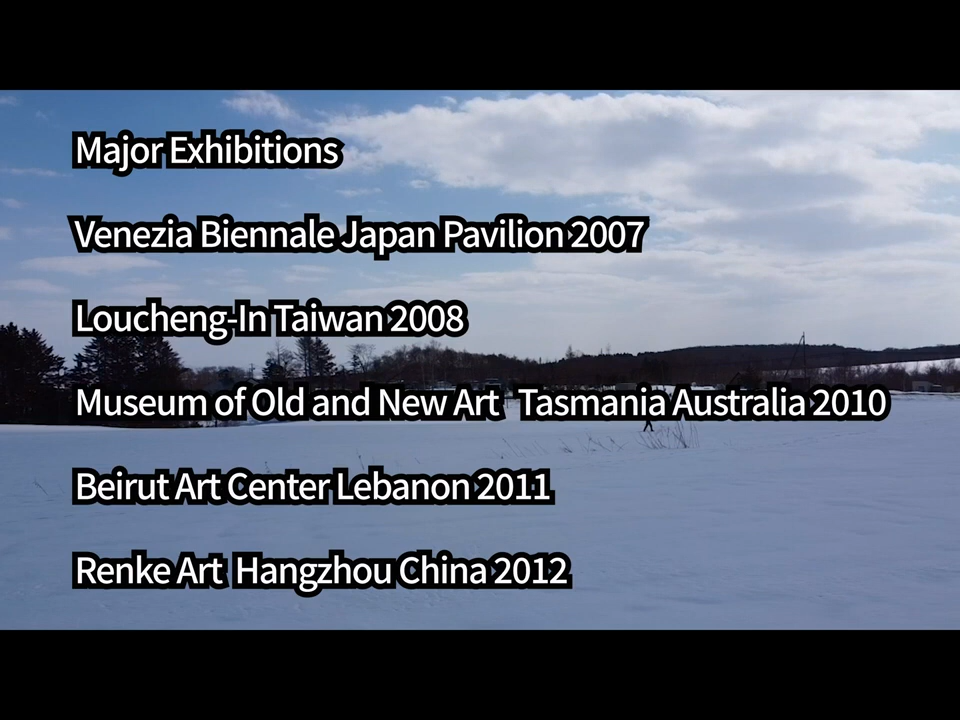 Major Exhibitions
Venezia Biennale Japan Pavilion 2007
Loucheng-In Taiwan 2008
Museum of Old and New Art Tasmania Australia 2010
Beirut Art Center Lebanon 2011
Renke Art Hangzhou China 2012